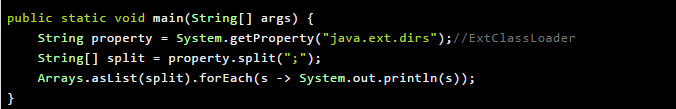 public static void main(String[] args) {
    String property = System.getProperty("java.ext.dirs");//ExtClassLoader
    String[] split = property.split(";");
    Arrays.asList(split).forEach(s -> System.out.println(s));
}